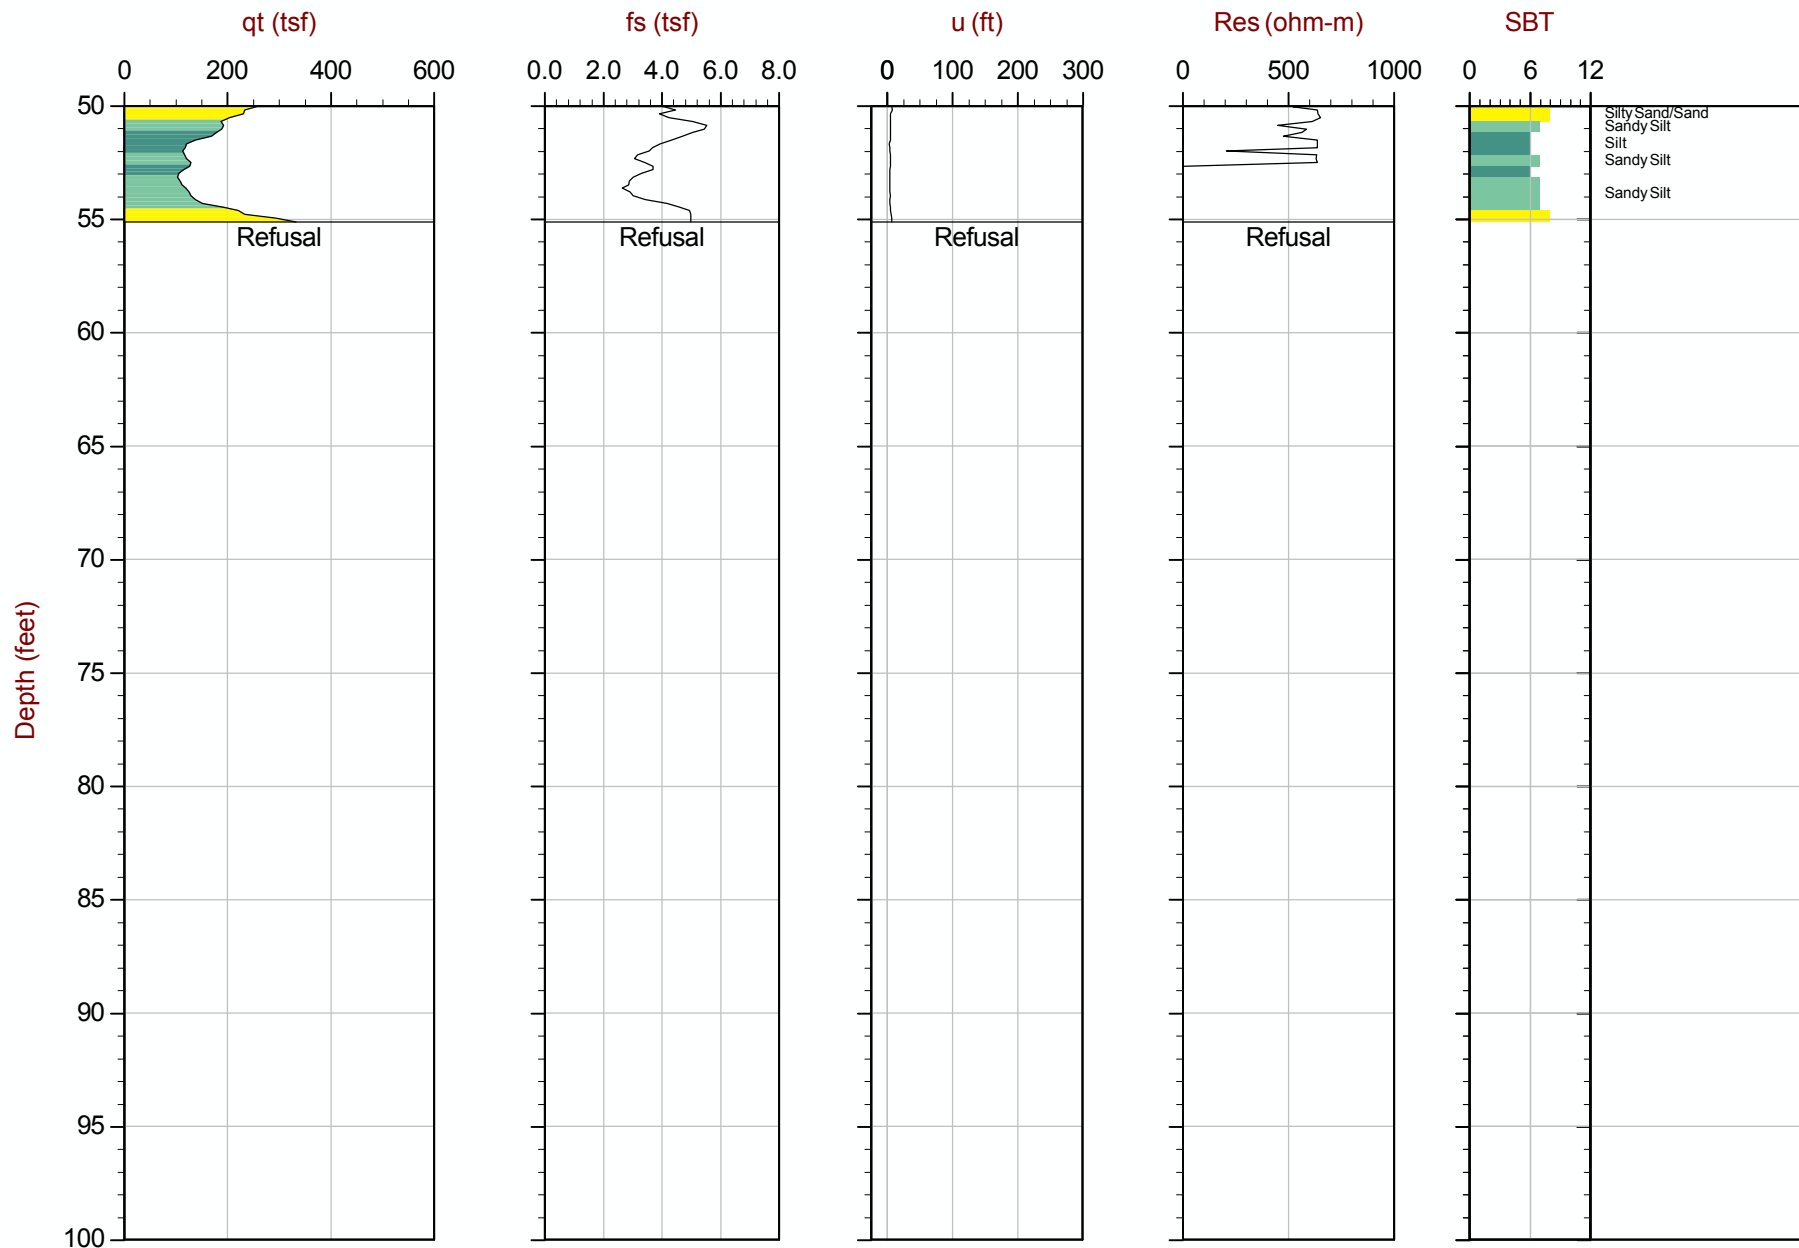 qt (tsf) fs (tsf) u (ft) Res (ohm-m) SBT
0 200 400 600 0.0 2.0 4.0 6.0 8.0 0 100 200 300 0 500 1000 0 6 12
50
Silty Sand/Sand
Sandy Silt
Silt
Sandy Silt
Sandy Silt
55
Refusal Refusal Refusal Refusal
60
65
70
Depth (feet)
75
80
85
90
95
100